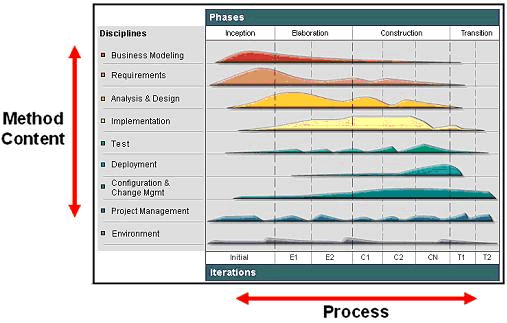 Phases
Disciplines
Inception Elaboration Construction Transition
Business Modeling
Requirements
Analysis & Design
Implementation
Test
Deployment
Configuration &
Change Mgmt
Project Management
Environment
Method
Content
Initial E1 E2 C1 C2 CN T1 T2
Iterations
Process